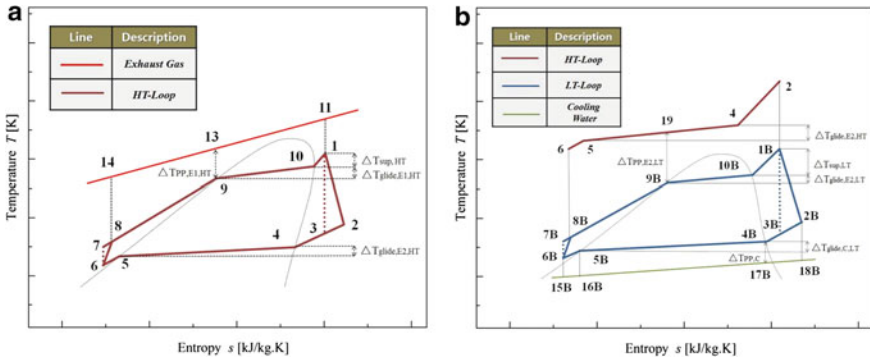 a
Line Description
Exhaust Gas
HT-Loop
11
13
1
14
10
△Tsup,HT
△TPP,E1,HT
△Tglide,E1,HT
9
8
7
3
2
4
6
5
△Tglide,E2,HT
Temperature T [K]
Entropy s [kJ/kg.K]
b
Line Description
HT-Loop
LT-Loop
Cooling Water
2
4
19
6
5
△Tglide,E2,HT
1B
△TPP,E2,LT
10B
△Tsup,LT
9B
△Tglide,E2,LT
8B
7B
3B
2B
4B
6B
5B
△Tglide,C,LT
△TPP,C
17B
18B
15B
16B
Temperature T [K]
Entropy s [kJ/kg.K]